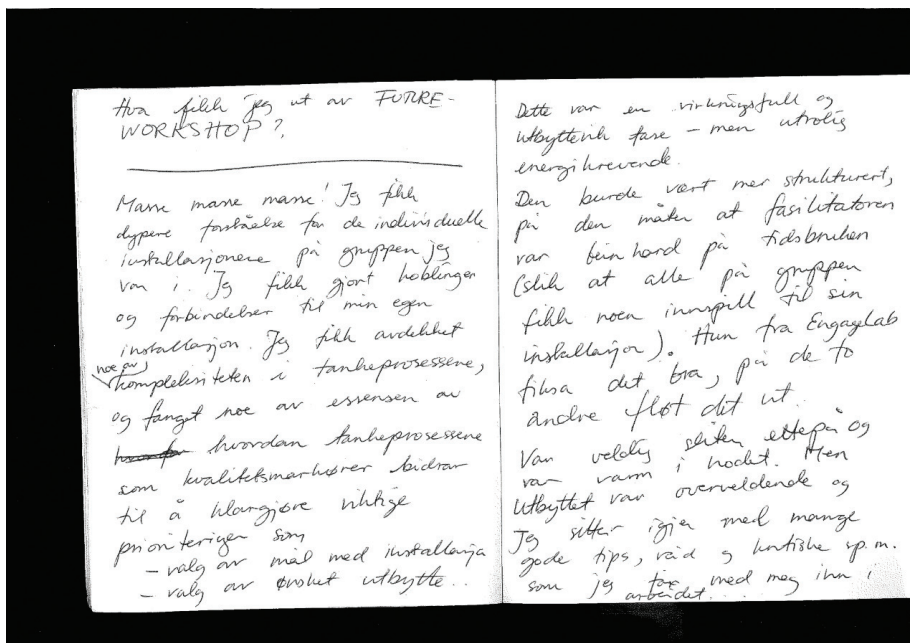 Hva fikk jeg ut av FUTURE-
WORKSHOP?
Masse masse masse! Jeg fikk
dypere forståelse for de individuelle
installasjonene på gruppen jeg
var i. Jeg fikk gjort koblinger
og forbindelser til min egen
installasjon. Jeg fikk avdekket
noe av
kompleksiteten i tankeprosessene,
og fanget noe av essensen av
hvordan tankeprosessene
som kvalitetsmarkører bidrar
til å klargjøre viktige
prioriteringer som
- valg av mål med installasja
- valg av ønsket utbytte..
Dette var en virkningsfull og
utbytterik fase - men utrolig
energikrevende.
Den burde vært mer strukturert,
på den måten at fasilitatoren
var beinhard på tidsbruken
(slik at alle på gruppen
fikk noen innspill til sin
installasjon). Hun fra EngageLab
fiksa det bra, på de to
andre fløt det ut.
Var veldig sliten etterpå og
var varm i hodet. Men
utbyttet var overveldende og
Jeg sitter igjen med mange
gode tips, råd og kritiske sp.m.
som jeg tar med meg inn i
arbeidet...